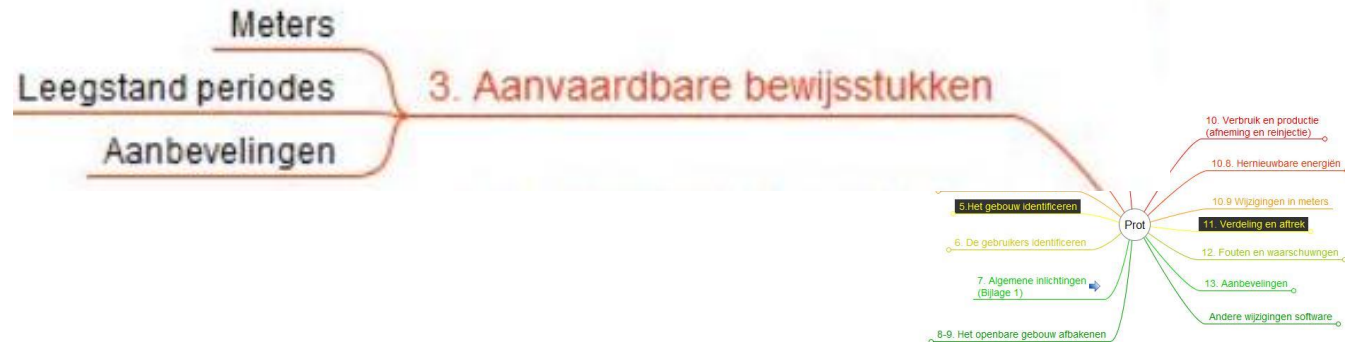 Meters
Leegstand periodes
Aanbevelingen
3. Aanvaardbare bewijsstukken
5.Het gebouw identificeren
6. De gebruikers identificeren
7. Algemene inlichtingen
(Bijlage 1)
8-9. Het openbare gebouw afbakenen
Prot
10. Verbruik en productie
(afneming en reinjectie)
10.8. Hernieuwbare energiën
10.9 Wijzigingen in meters
11. Verdeling en aftrek
12. Fouten en waarschuwngen
13. Aanbevelingen
Andere wijzigingen software